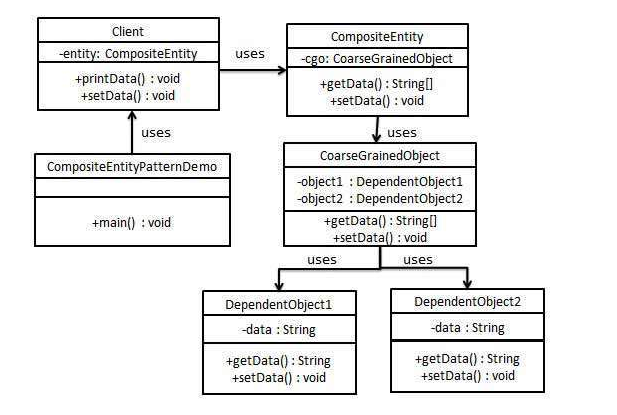 Client
-entity: CompositeEntity
+printData() : void
+setData() : void
uses
CompositeEntity
-cgo: CoarseGrainedObject
+getData() : String[]
+setData() : void
uses
uses
CompositeEntityPatternDemo
+main() : void
CoarseGrainedObject
-object1 : DependentObject1
-object2 : DependentObject2
+getData() : String[]
+setData() : void
uses
uses
DependentObject1
-data : String
+getData() : String
+setData() : void
DependentObject2
-data : String
+getData() : String
+setData() : void